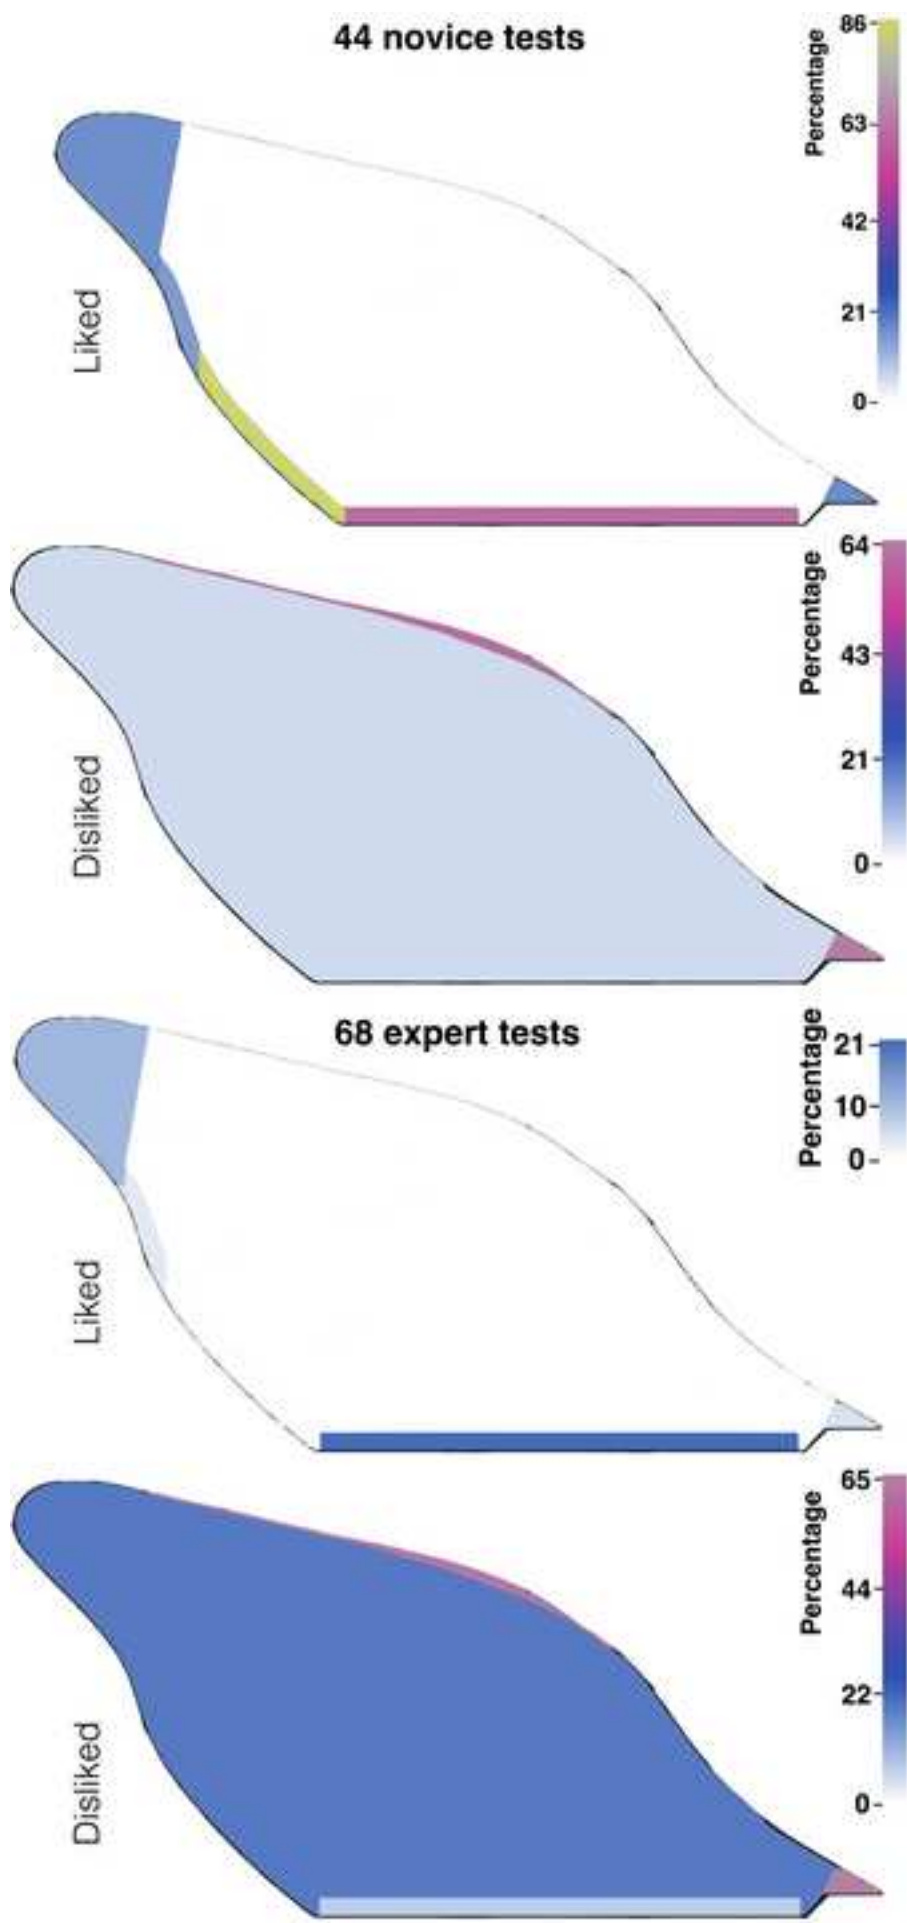 44 novice tests
Percentage
86
63
42
21
0
Liked
Percentage
64
43
21
0
Disliked
68 expert tests
Percentage
21
10
0
Liked
Percentage
65
44
22
0
Disliked